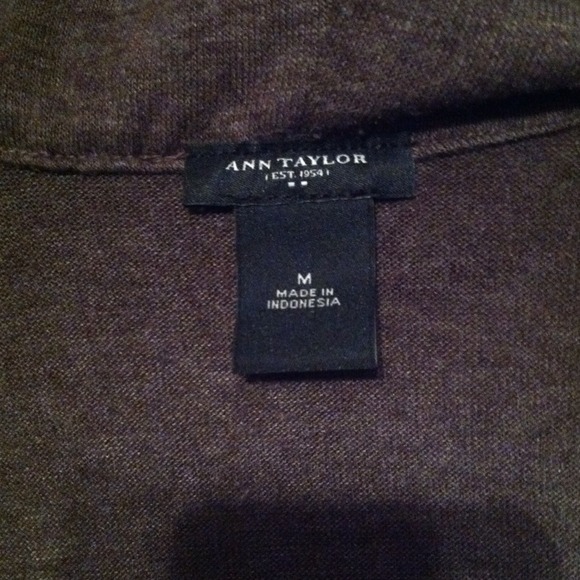 ANN TAYLOR
EST. 1954
M
MADE IN
INDONESIA